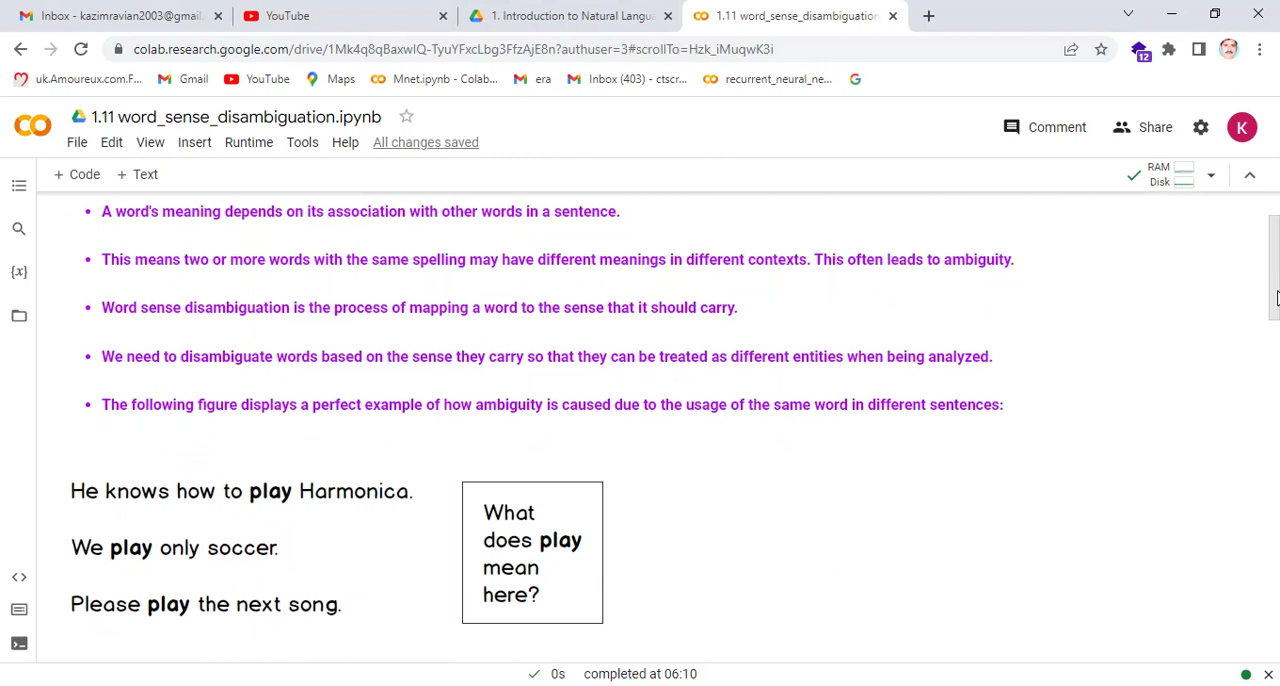 Inbox - kazimravian2003@gmail.
YouTube
1. Introduction to Natural Langua
1.11 word_sense_disambiguation
colab.research.google.com/drive/1Mk4q8qBaxwIQ-TyuYFxcLbg3FfzAjE8n?authuser=3#scrollTo=Hzk_iMuqwK3i
12
uk.Amoureux.com.F...
Gmail
YouTube
Maps
Mnet.ipynb - Colab...
era
Inbox (403) - ctscr...
recurrent_neural_ne...
1.11 word_sense_disambiguation.ipynb
Comment
Share
K
File Edit View Insert Runtime Tools Help All changes saved
+ Code + Text
RAM
Disk
{x}
• A word's meaning depends on its association with other words in a sentence.
• This means two or more words with the same spelling may have different meanings in different contexts. This often leads to ambiguity.
• Word sense disambiguation is the process of mapping a word to the sense that it should carry.
• We need to disambiguate words based on the sense they carry so that they can be treated as different entities when being analyzed.
• The following figure displays a perfect example of how ambiguity is caused due to the usage of the same word in different sentences:
He knows how to play Harmonica.
We play only soccer.
Please play the next song.
What
does play
mean
here?
0s completed at 06:10